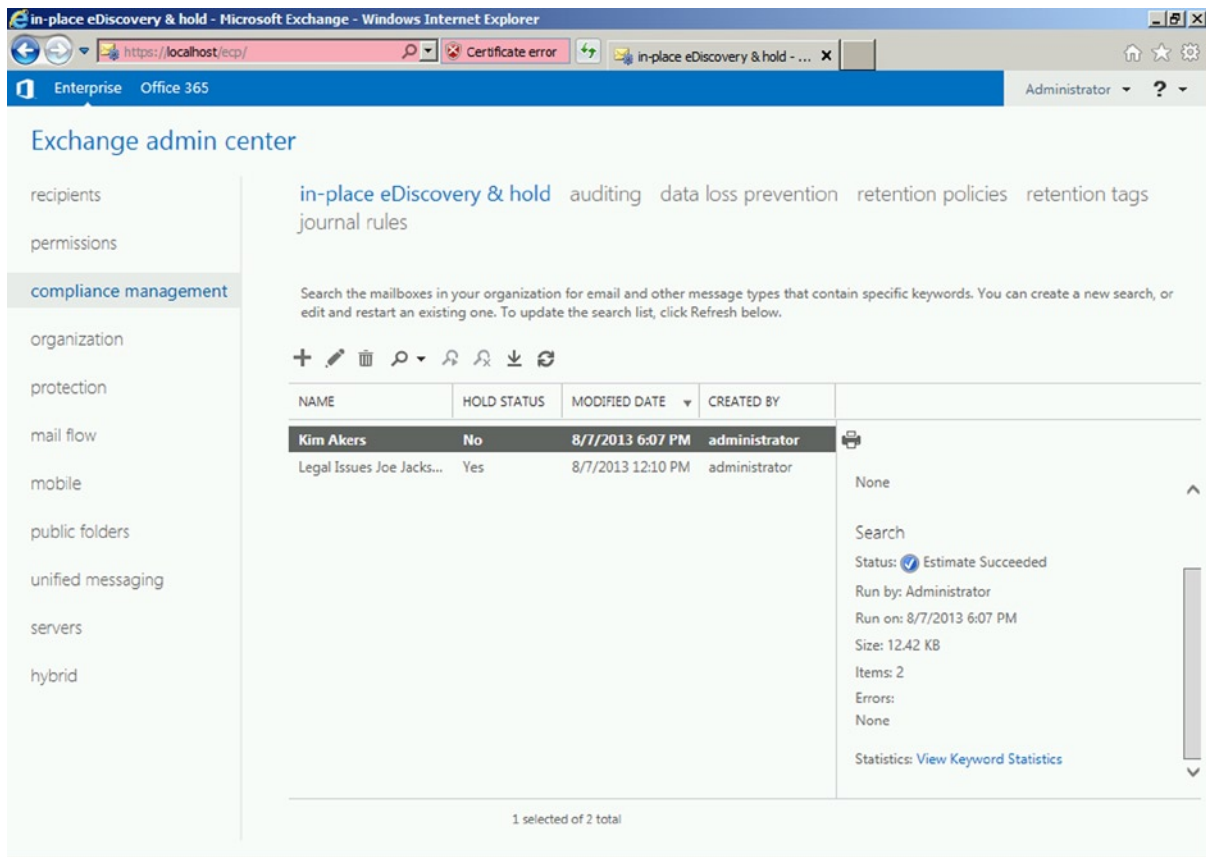 in-place eDiscovery & hold - Microsoft Exchange - Windows Internet Explorer
https://localhost/ecp/ Certificate error in-place eDiscovery & hold - ... X
Enterprise Office 365 Administrator ?
Exchange admin center
recipients
permissions
compliance management
organization
protection
mail flow
mobile
public folders
unified messaging
servers
hybrid
in-place eDiscovery & hold auditing data loss prevention retention policies retention tags
journal rules
Search the mailboxes in your organization for email and other message types that contain specific keywords. You can create a new search, or
edit and restart an existing one. To update the search list, click Refresh below.
NAME HOLD STATUS MODIFIED DATE CREATED BY
Kim Akers No 8/7/2013 6:07 PM administrator
Legal Issues Joe Jacks... Yes 8/7/2013 12:10 PM administrator
None
Search
Status: Estimate Succeeded
Run by: Administrator
Run on: 8/7/2013 6:07 PM
Size: 12.42 KB
Items: 2
Errors:
None
Statistics: View Keyword Statistics
1 selected of 2 total